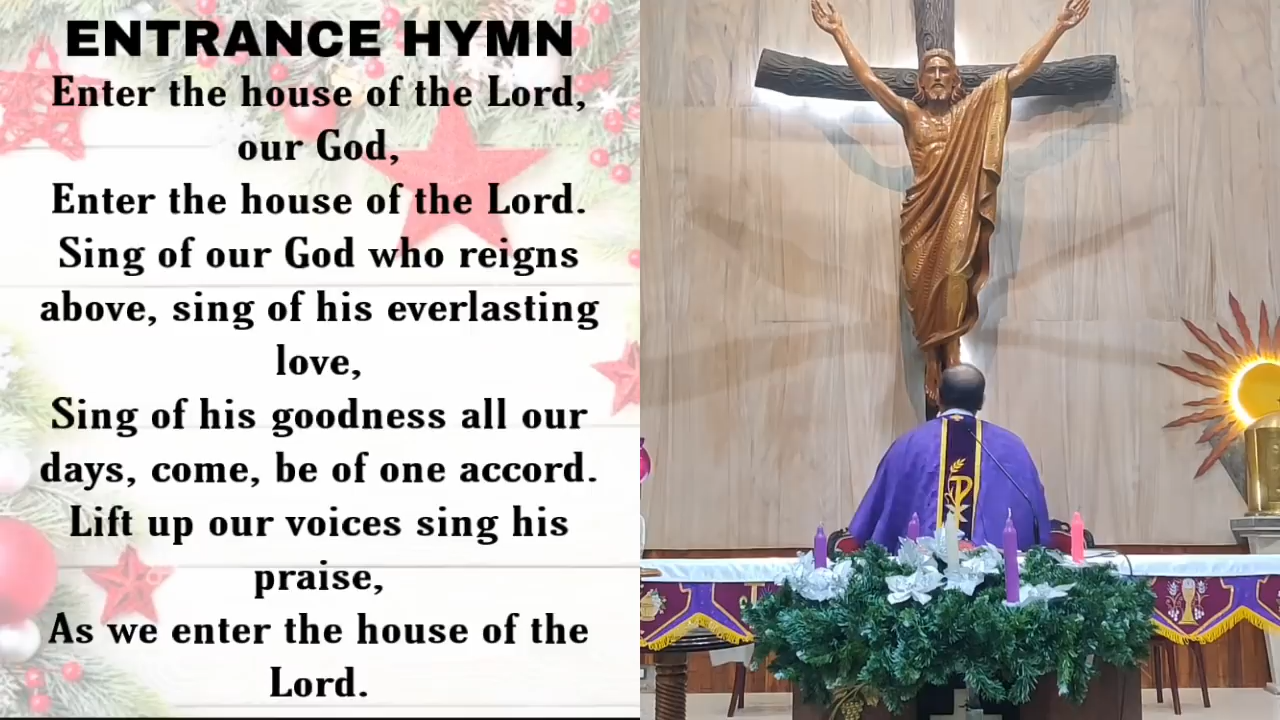 ENTRANCE HYMN
Enter the house of the Lord,
our God,
Enter the house of the Lord.
Sing of our God who reigns
above, sing of his everlasting
love,
Sing of his goodness all our
days, come, be of one accord.
Lift up our voices sing his
praise,
As we enter the house of the
Lord.